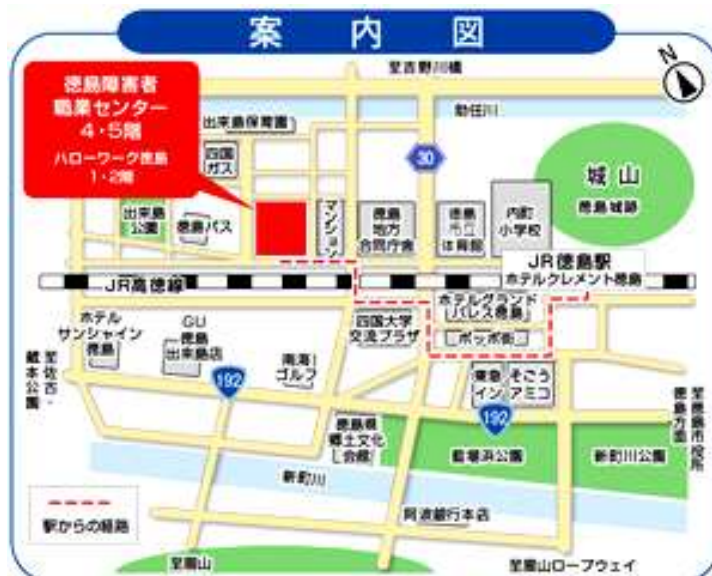 案内図
N
至吉野川橋
徳島障害者
職業センター
4・5階
ハローワーク徳島
1・2階
助任川
出来島保育園
四国
ガス
30
城山
徳島城跡
出来島
公園
徳島バス
マンション
徳島
地方
合同庁舎
徳島
市立
体育館
内町
小学校
JR徳島駅
ホテルクレメント徳島
JR高徳線
ホテルグランド
パレス徳島
ポッポ街
ホテル
サンシャイン
徳島
GU
徳島
出来島店
四国大学
交流プラザ
南海
ゴルフ
至佐古・
蔵本公園
192
東急
イン
そごう
アミコ
192
至徳島市役所
徳島方面
徳島県
郷土文化
会館
藍場浜公園
新町川公園
新町川
駅からの経路
阿波銀行本店
至眉山
至眉山ロープウェイ